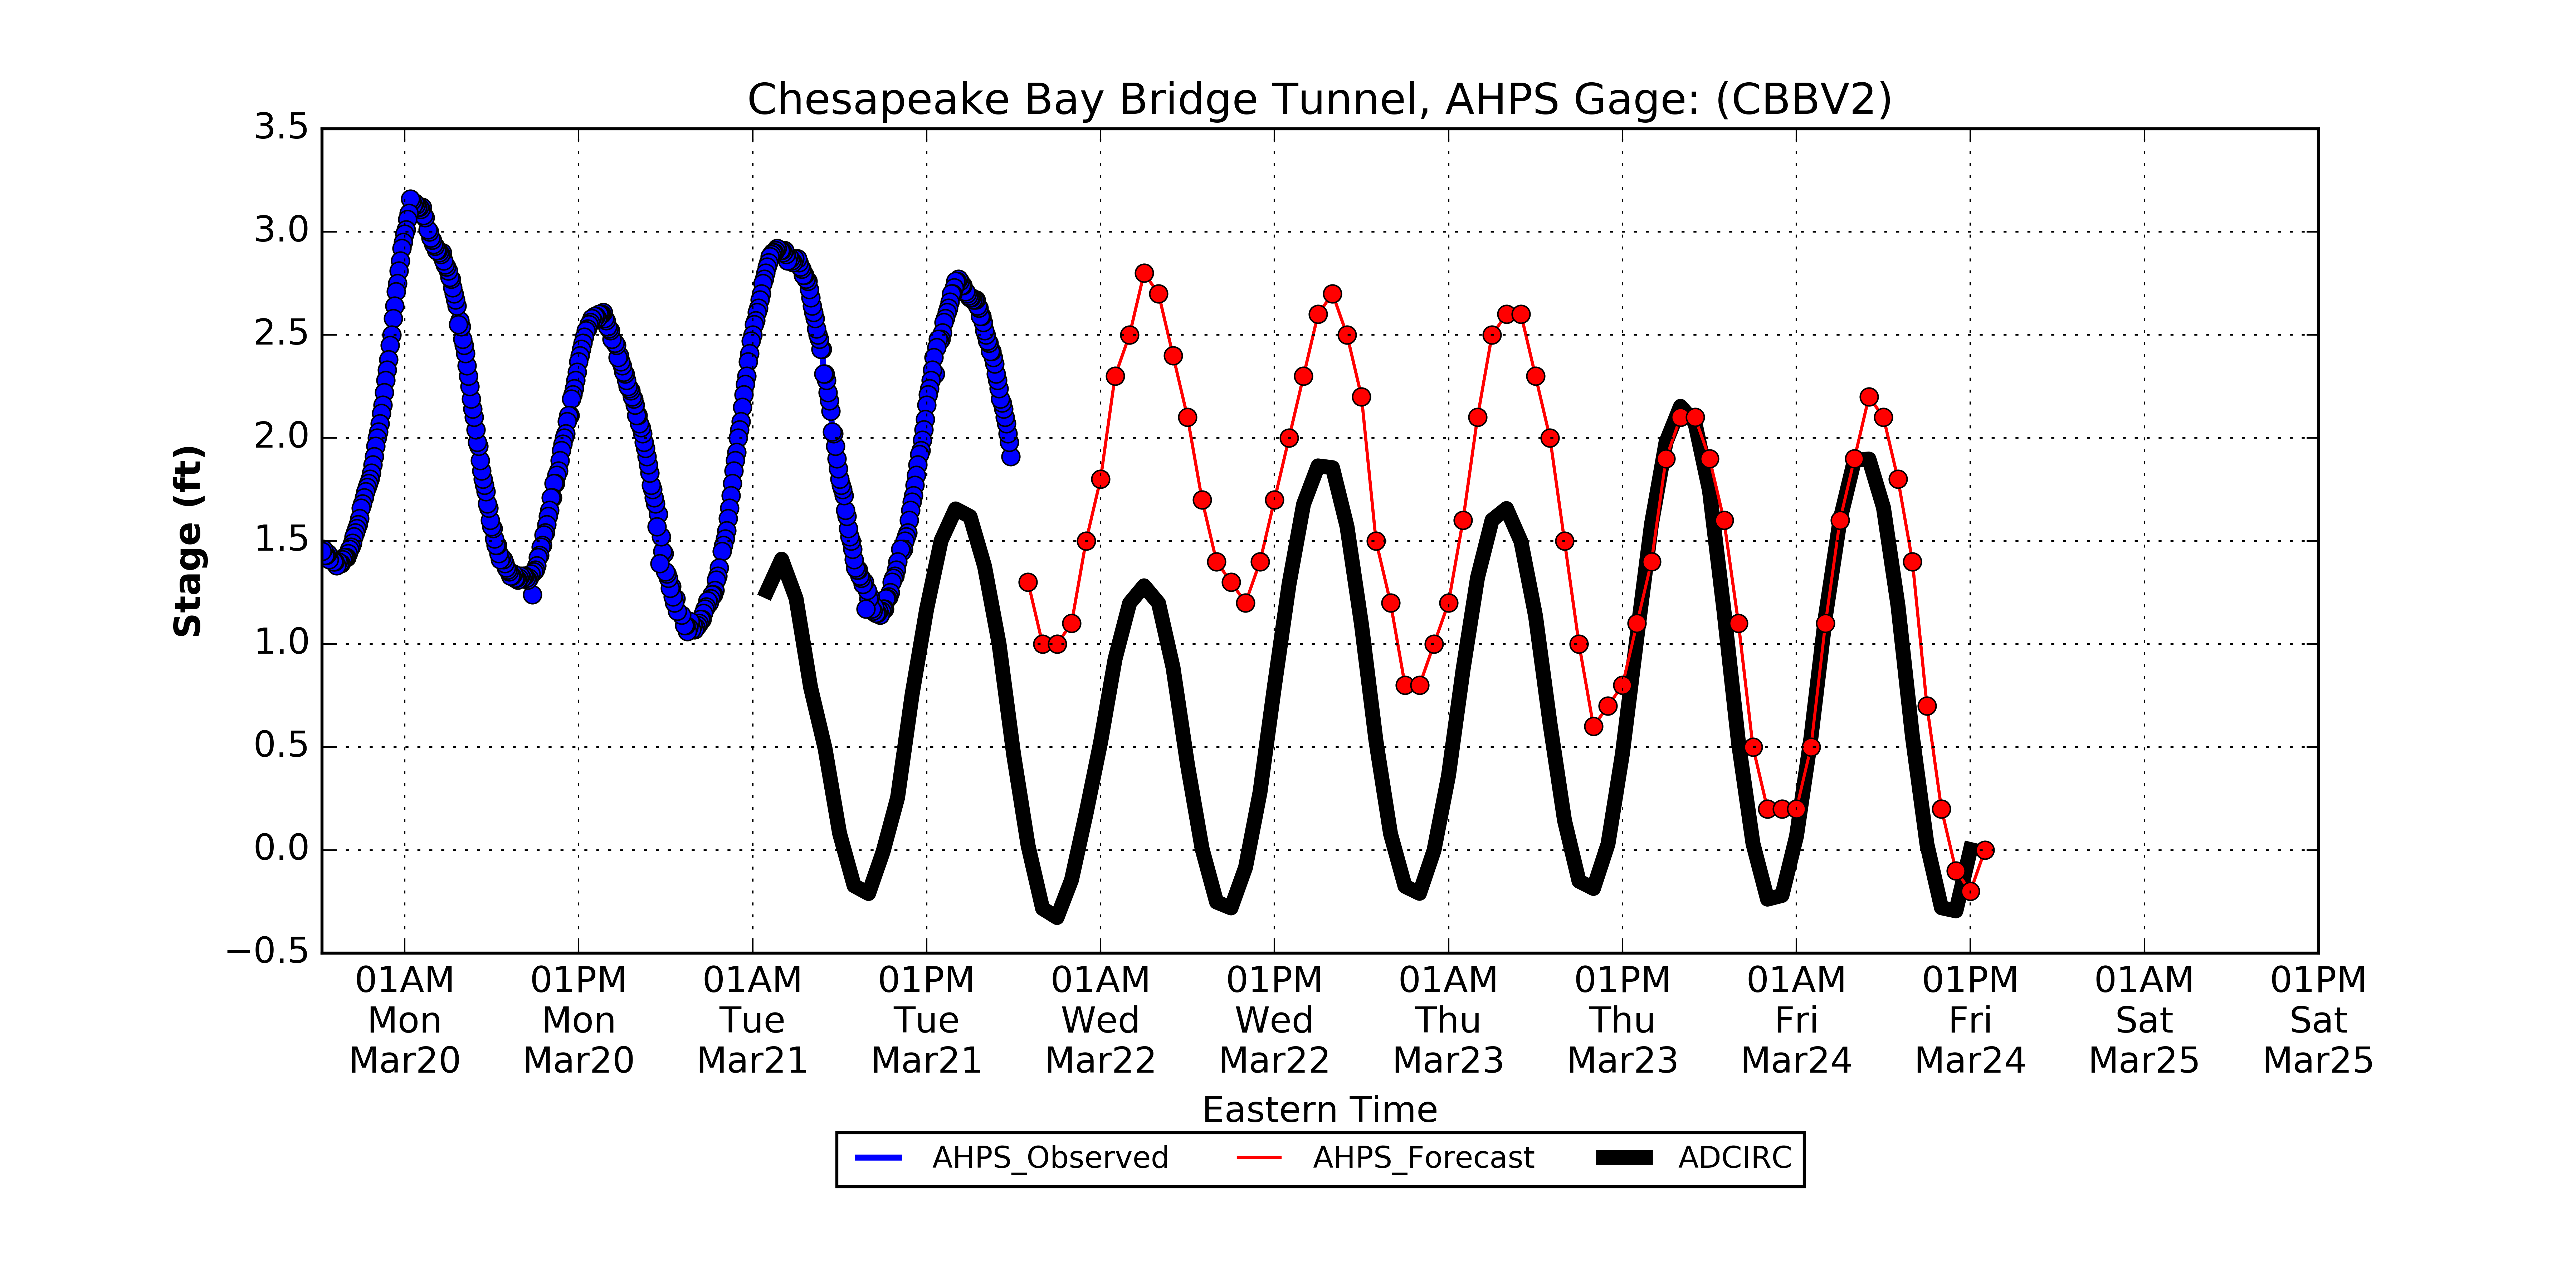 Chesapeake Bay Bridge Tunnel, AHPS Gage: (CBBV2)
3.5
3.0
2.5
2.0
1.5
1.0
0.5
0.0
−0.5
Stage (ft)
01AM 01PM 01AM 01PM 01AM 01PM 01AM 01PM 01AM 01PM 01AM 01PM
Mon Mon Tue Tue Wed Wed Thu Thu Fri Fri Sat Sat
Mar20 Mar20 Mar21 Mar21 Mar22 Mar22 Mar23 Mar23 Mar24 Mar24 Mar25 Mar25
Eastern Time
AHPS_Observed AHPS_Forecast ADCIRC